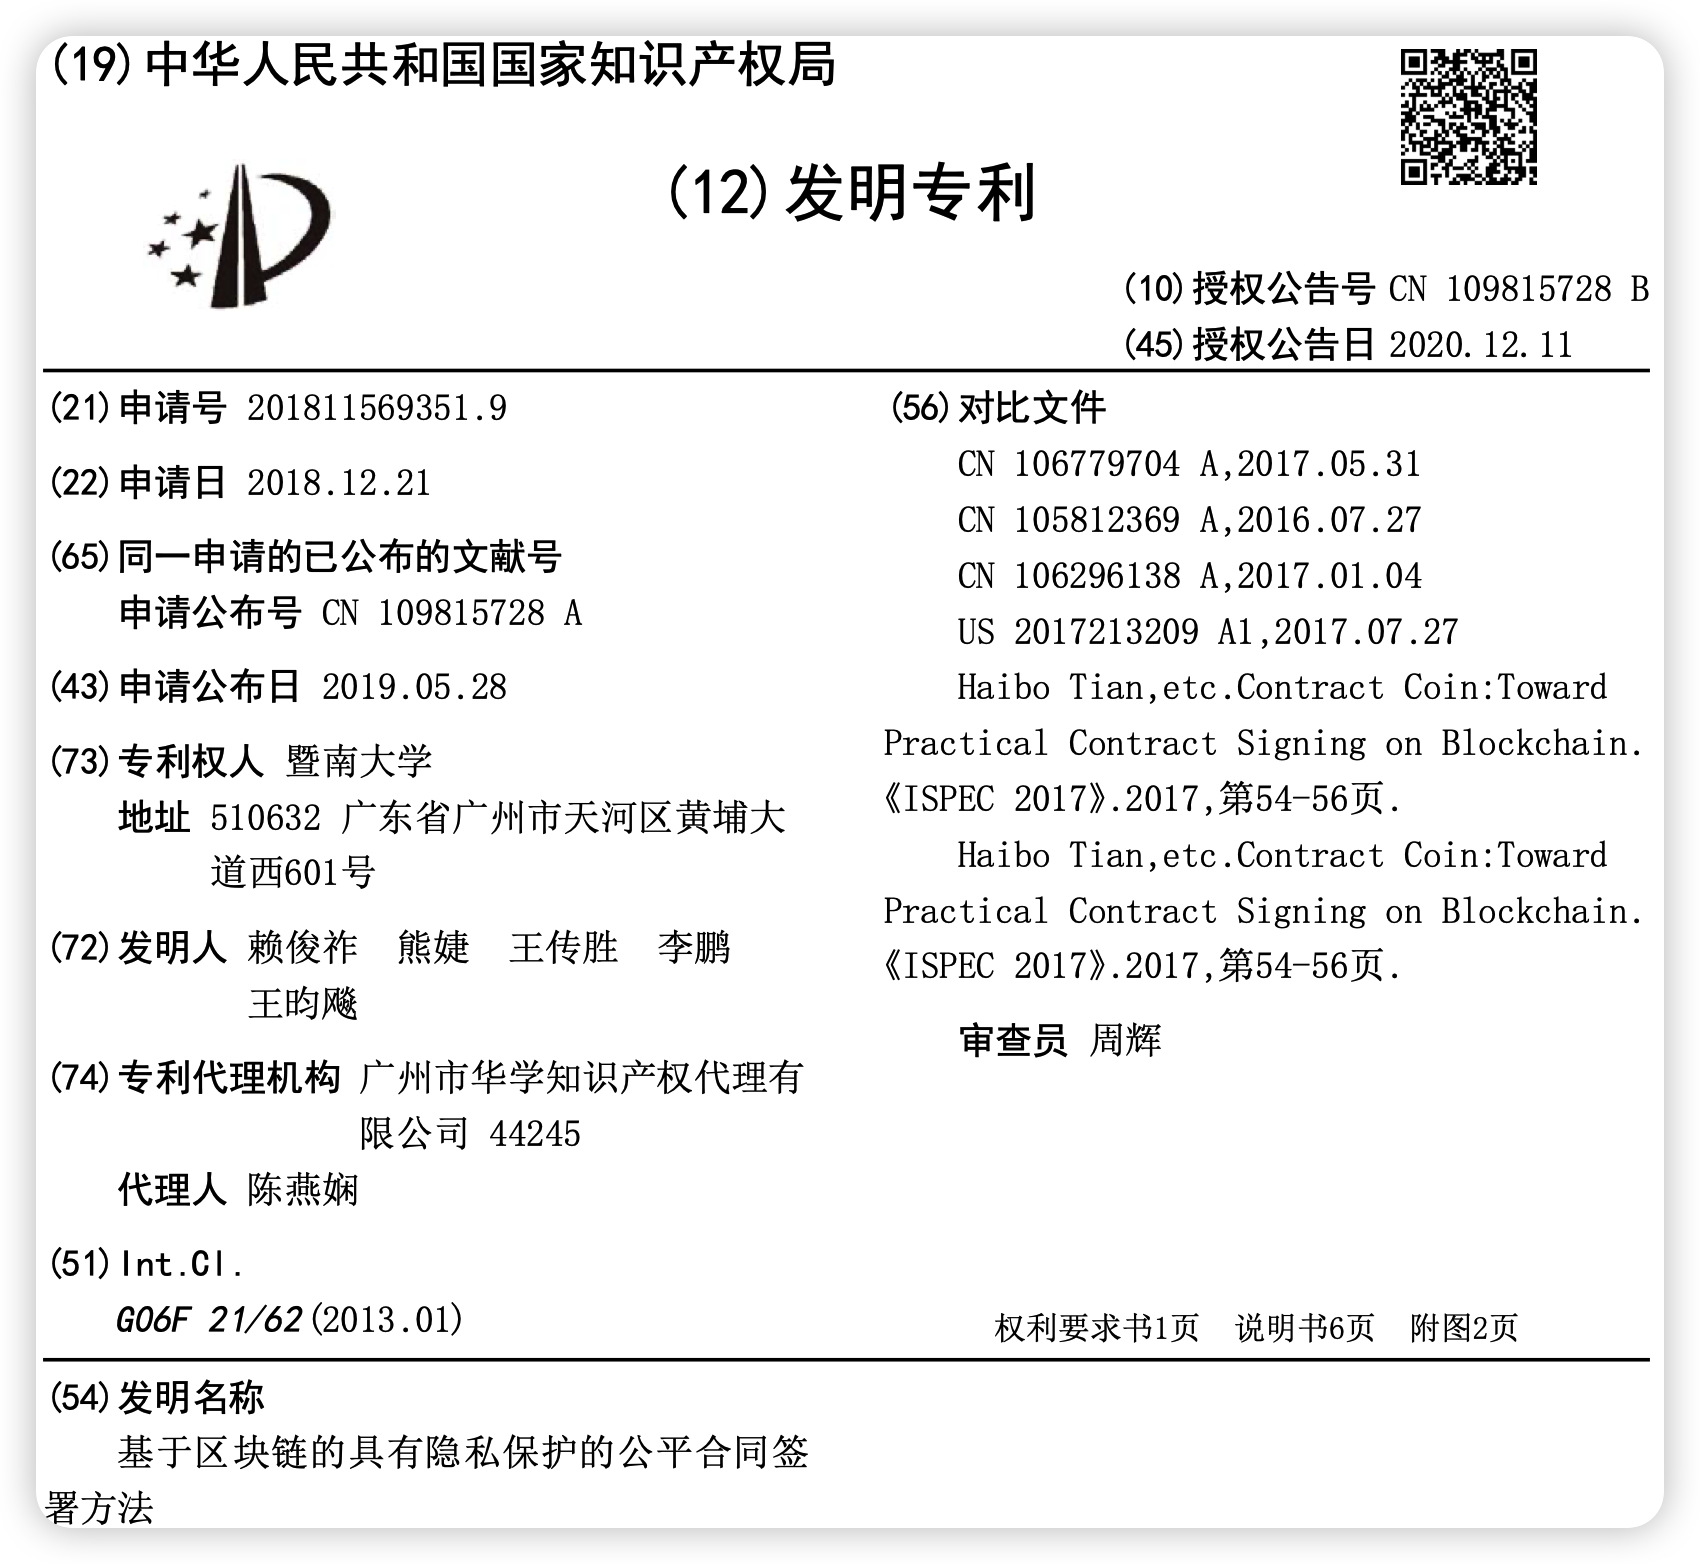 (19)中华人民共和国国家知识产权局
(12)发明专利
(10)授权公告号 CN 109815728 B
(45)授权公告日 2020.12.11
(21)申请号 201811569351.9
(22)申请日 2018.12.21
(65)同一申请的已公布的文献号
申请公布号 CN 109815728 A
(43)申请公布日 2019.05.28
(73)专利权人 暨南大学
地址 510632 广东省广州市天河区黄埔大
道西601号
(72)发明人 赖俊祚 熊婕 王传胜 李鹏
王昀飚
(74)专利代理机构 广州市华学知识产权代理有
限公司 44245
代理人 陈燕娴
(51)Int.Cl.
G06F 21/62(2013.01)
(56)对比文件
CN 106779704 A,2017.05.31
CN 105812369 A,2016.07.27
CN 106296138 A,2017.01.04
US 2017213209 A1,2017.07.27
Haibo Tian,etc.Contract Coin:Toward
Practical Contract Signing on Blockchain.
《ISPEC 2017》.2017,第54-56页.
Haibo Tian,etc.Contract Coin:Toward
Practical Contract Signing on Blockchain.
《ISPEC 2017》.2017,第54-56页.
审查员 周辉
权利要求书1页 说明书6页 附图2页
(54)发明名称
基于区块链的具有隐私保护的公平合同签
署方法